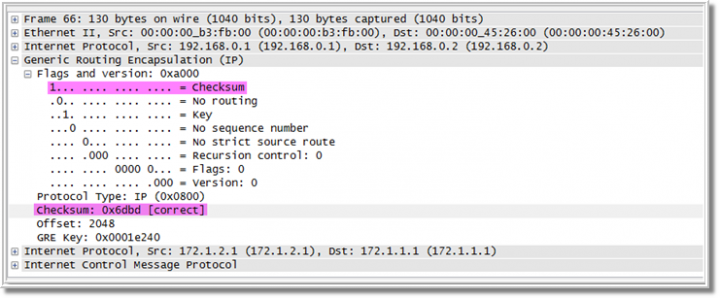 Frame 66: 130 bytes on wire (1040 bits), 130 bytes captured (1040 bits)
Ethernet II, Src: 00:00:00_b3:fb:00 (00:00:00:b3:fb:00), Dst: 00:00:00_45:26:00 (00:00:00:45:26:00)
Internet Protocol, Src: 192.168.0.1 (192.168.0.1), Dst: 192.168.0.2 (192.168.0.2)
Generic Routing Encapsulation (IP)
Flags and version: 0xa000
1... .... .... .... = Checksum
.0.. .... .... .... = No routing
..1. .... .... .... = Key
...0 .... .... .... = No sequence number
.... 0... .... .... = No strict source route
.... .000 .... .... = Recursion control: 0
.... .... 0000 0... = Flags: 0
.... .... .... .000 = Version: 0
Protocol Type: IP (0x0800)
Checksum: 0x6dbd [correct]
Offset: 2048
GRE Key: 0x0001e240
Internet Protocol, Src: 172.1.2.1 (172.1.2.1), Dst: 172.1.1.1 (172.1.1.1)
Internet Control Message Protocol